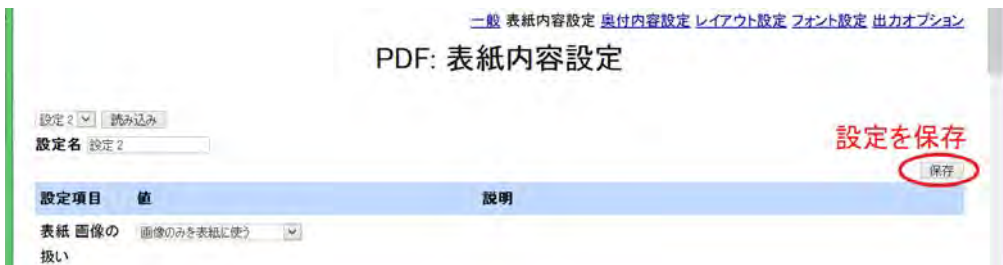 一般 表紙内容設定 奥付内容設定 レイアウト設定 フォント設定 出力オプション
PDF: 表紙内容設定
設定 2 読み込み
設定名 設定 2
設定を保存
保存
設定項目 値 説明
表紙 画像の扱い 画像のみを表紙に使う